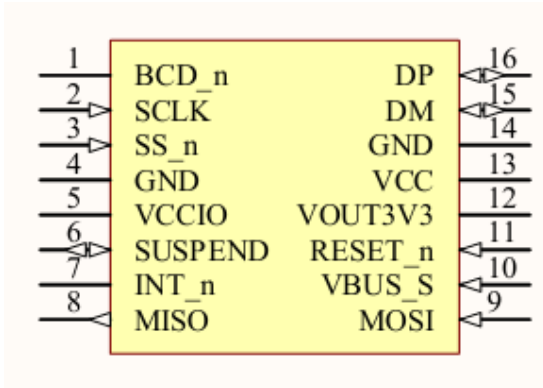 1 BCD_n DP 16
2 SCLK DM 15
3 SS_n GND 14
4 GND VCC 13
5 VCCIO VOUT3V3 12
6 SUSPEND RESET_n 11
7 INT_n VBUS_S 10
8 MISO MOSI 9